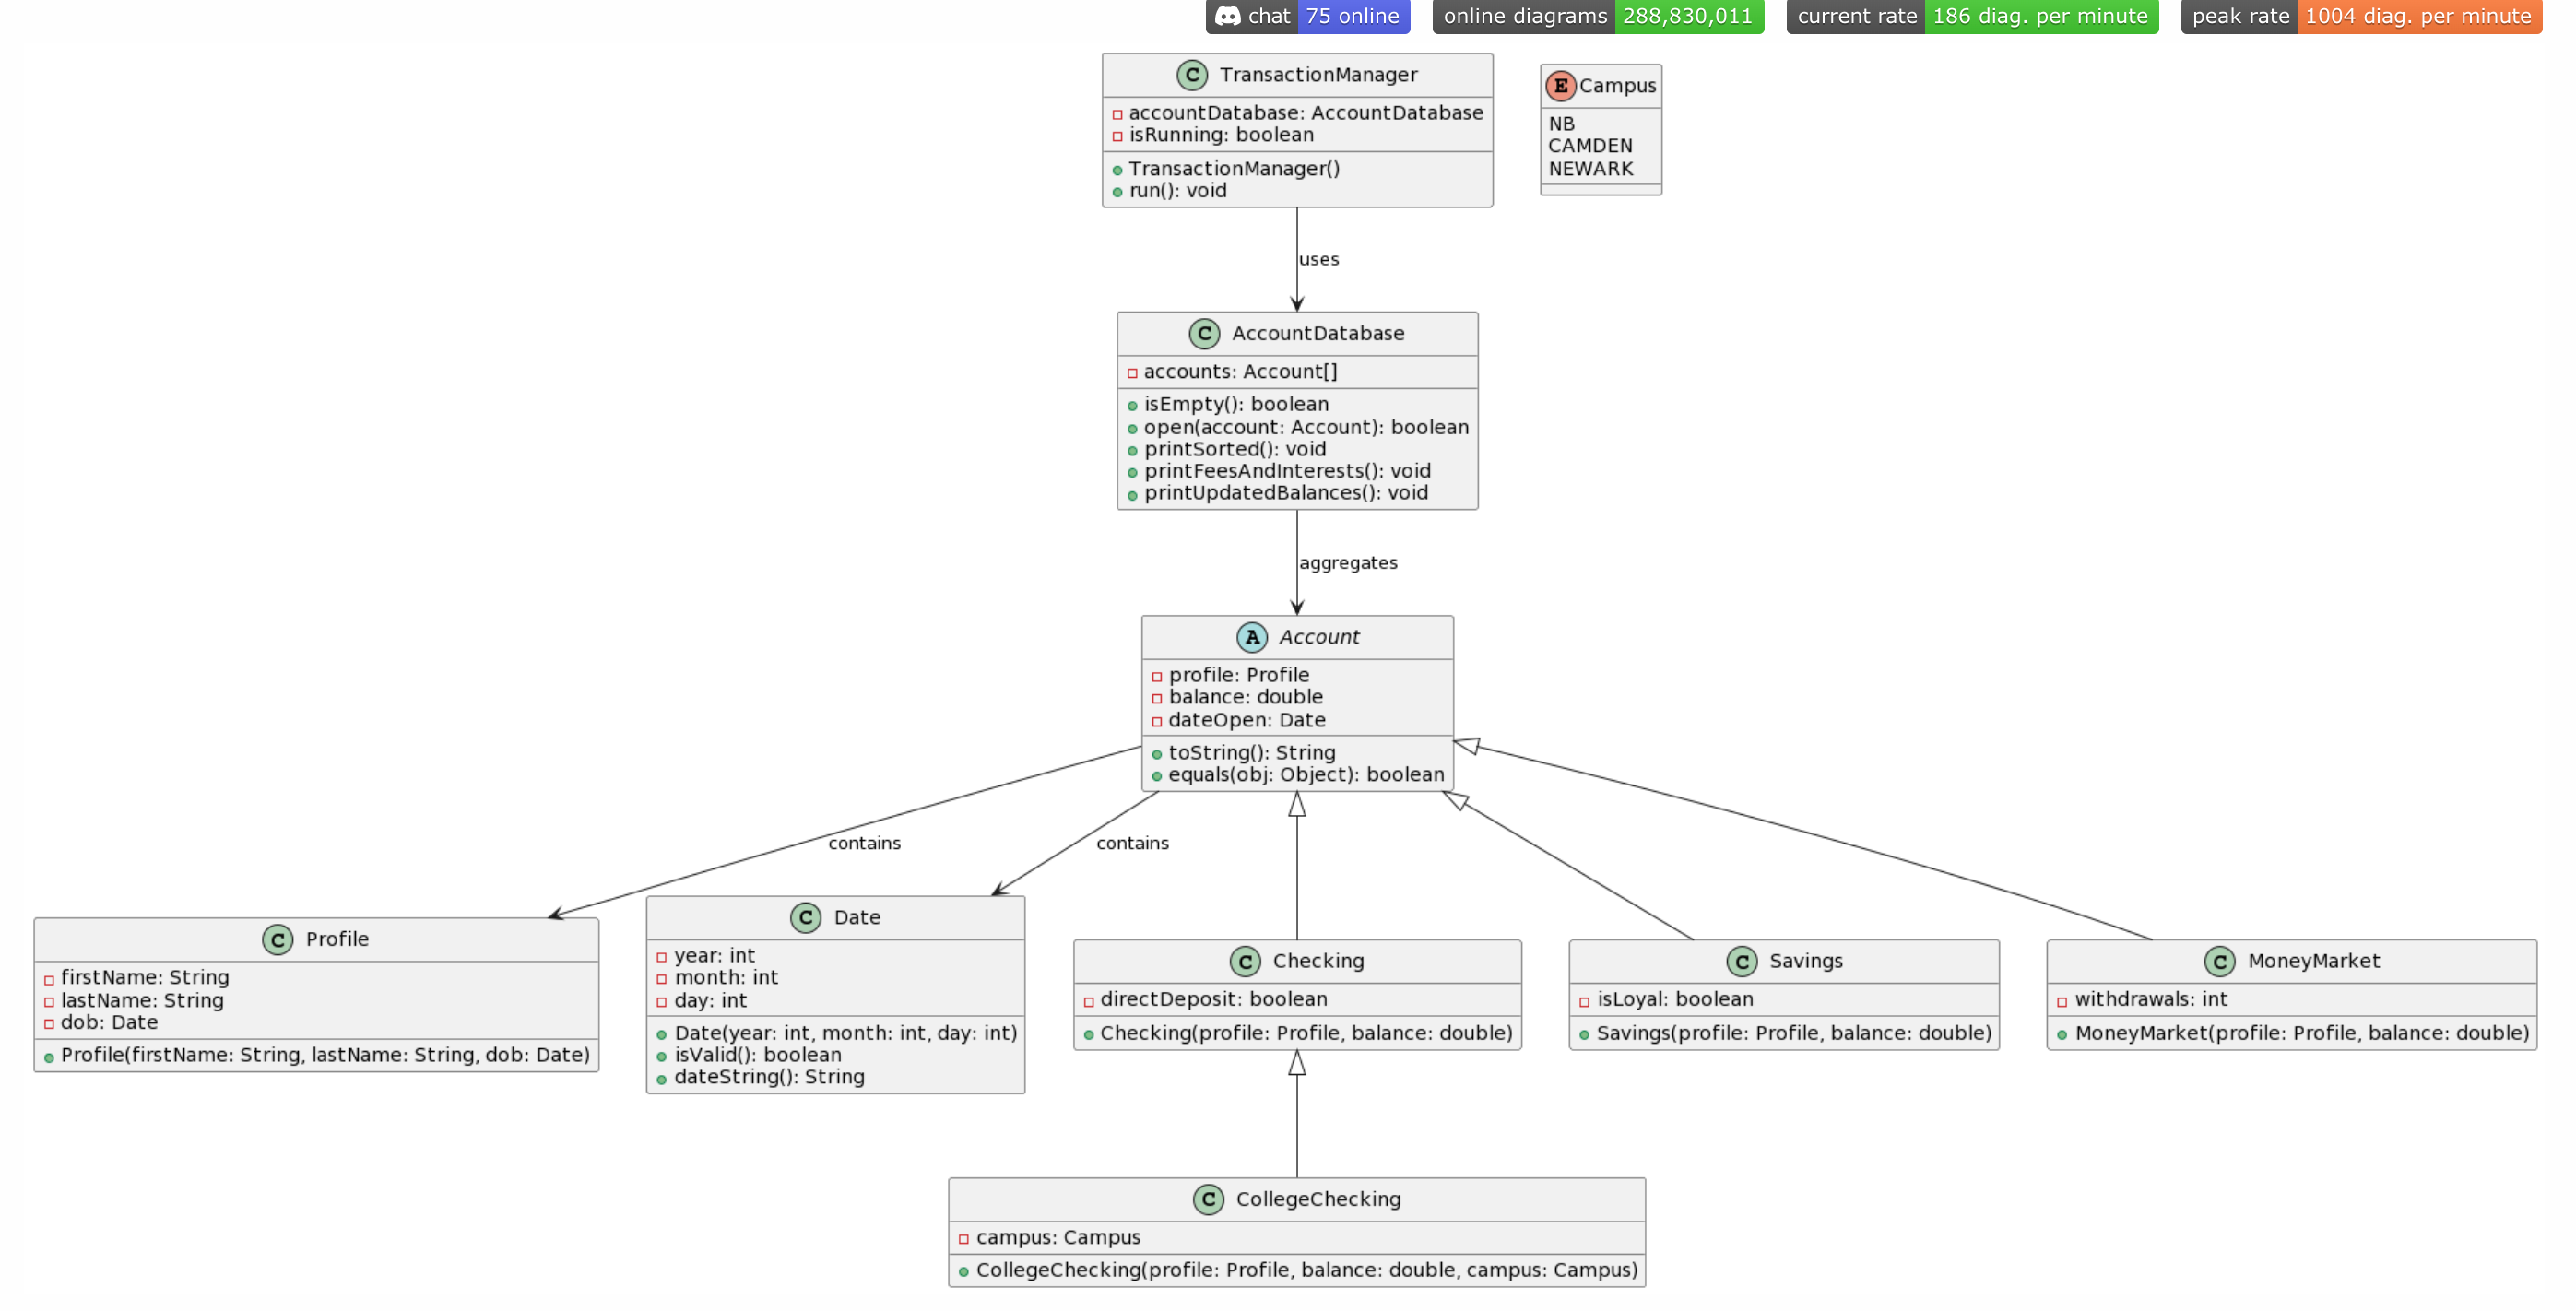 chat 75 online
online diagrams 288,830,011
current rate 186 diag. per minute
peak rate 1004 diag. per minute
C TransactionManager
accountDatabase: AccountDatabase
isRunning: boolean
TransactionManager()
run(): void
E Campus
NB
CAMDEN
NEWARK
uses
C AccountDatabase
accounts: Account[]
isEmpty(): boolean
open(account: Account): boolean
printSorted(): void
printFeesAndInterests(): void
printUpdatedBalances(): void
aggregates
A Account
profile: Profile
balance: double
dateOpen: Date
toString(): String
equals(obj: Object): boolean
contains
contains
C Profile
firstName: String
lastName: String
dob: Date
Profile(firstName: String, lastName: String, dob: Date)
C Date
year: int
month: int
day: int
Date(year: int, month: int, day: int)
isValid(): boolean
dateString(): String
C Checking
directDeposit: boolean
Checking(profile: Profile, balance: double)
C Savings
isLoyal: boolean
Savings(profile: Profile, balance: double)
C MoneyMarket
withdrawals: int
MoneyMarket(profile: Profile, balance: double)
C CollegeChecking
campus: Campus
CollegeChecking(profile: Profile, balance: double, campus: Campus)